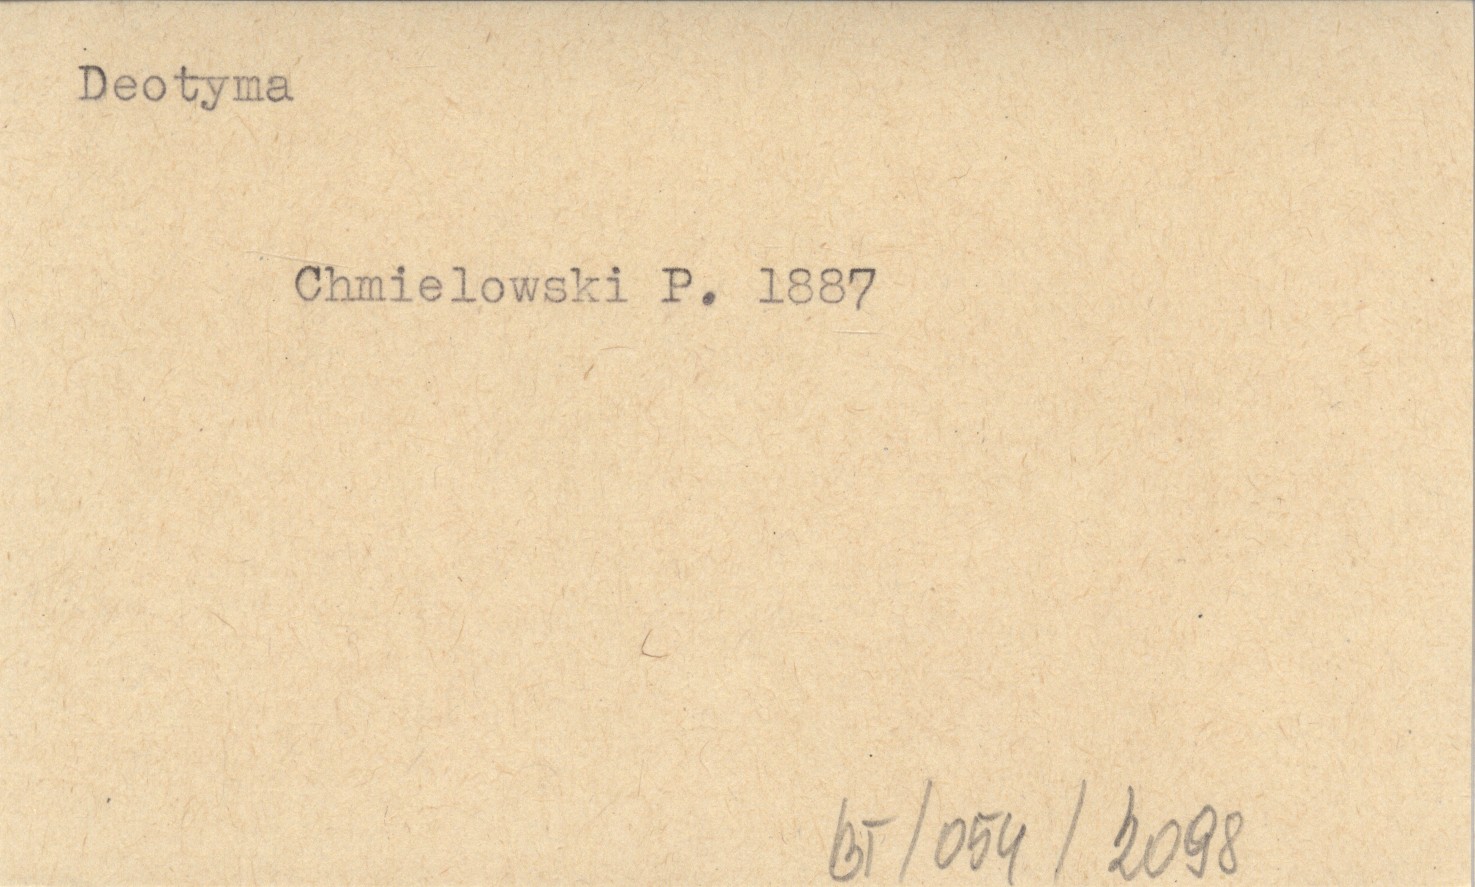 Deotyma
Chmielowski P. 1887
BT/054/2098